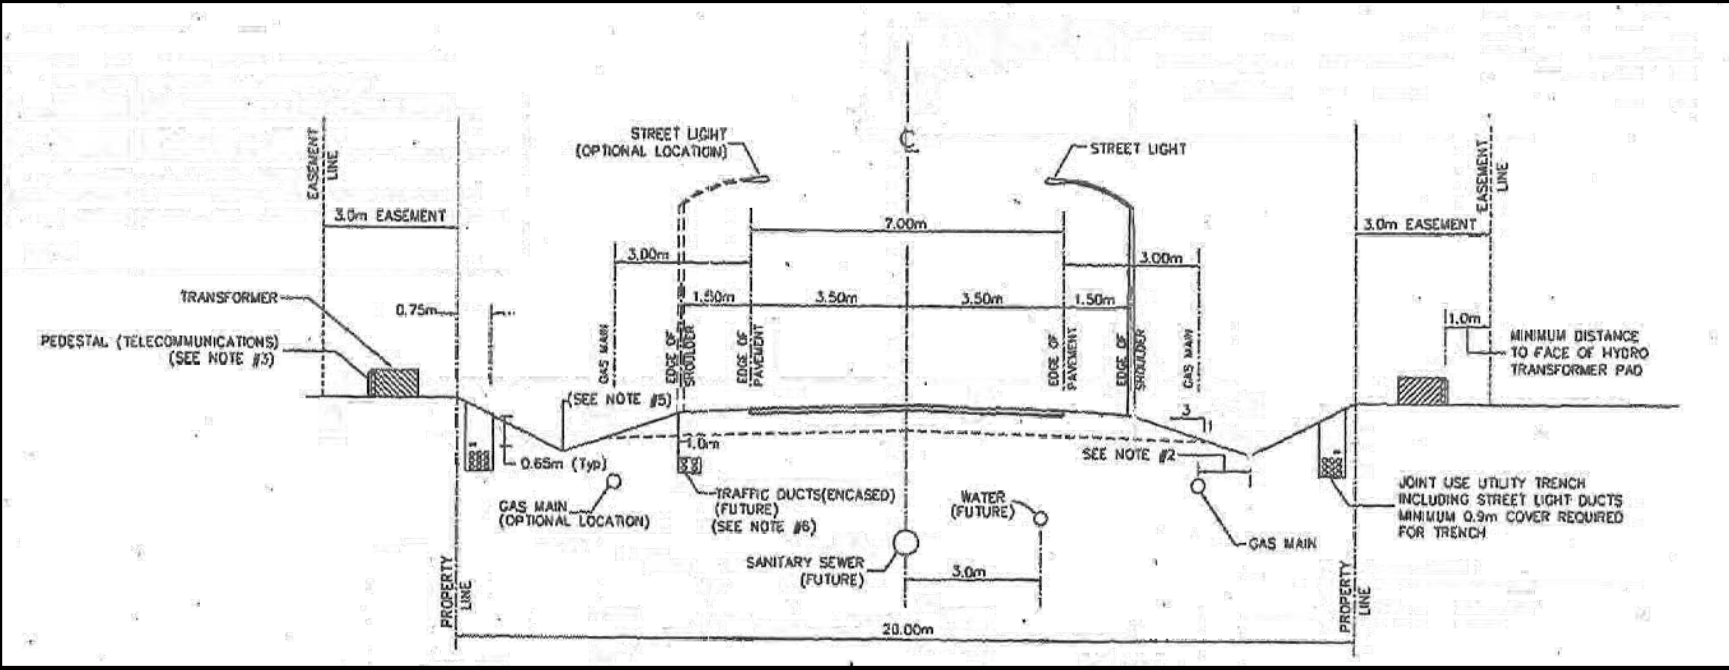 STREET LIGHT
(OPTIONAL LOCATION)
℄
STREET LIGHT
EASEMENT
LINE
EASEMENT
LINE
3.0m EASEMENT
7.00m
3.0m EASEMENT
3.00m
3.00m
TRANSFORMER
0.75m
1.50m
3.50m
3.50m
1.50m
1.0m
PEDESTAL (TELECOMMUNICATIONS)
(SEE NOTE #3)
GAS MAIN
EDGE OF
SHOULDER
EDGE OF
PAVEMENT
EDGE OF
PAVEMENT
EDGE OF
SHOULDER
GAS MAIN
MINIMUM DISTANCE
TO FACE OF HYDRO
TRANSFORMER PAD
(SEE NOTE #5)
3
1
1.0m
0.65m (Typ)
SEE NOTE #2
GAS MAIN
(OPTIONAL LOCATION)
TRAFFIC DUCTS(ENCASED)
(FUTURE)
(SEE NOTE #6)
WATER
(FUTURE)
JOINT USE UTILITY TRENCH
INCLUDING STREET LIGHT DUCTS
MINIMUM 0.9m COVER REQUIRED
FOR TRENCH
GAS MAIN
SANITARY SEWER
(FUTURE)
3.0m
PROPERTY
LINE
PROPERTY
LINE
20.00m